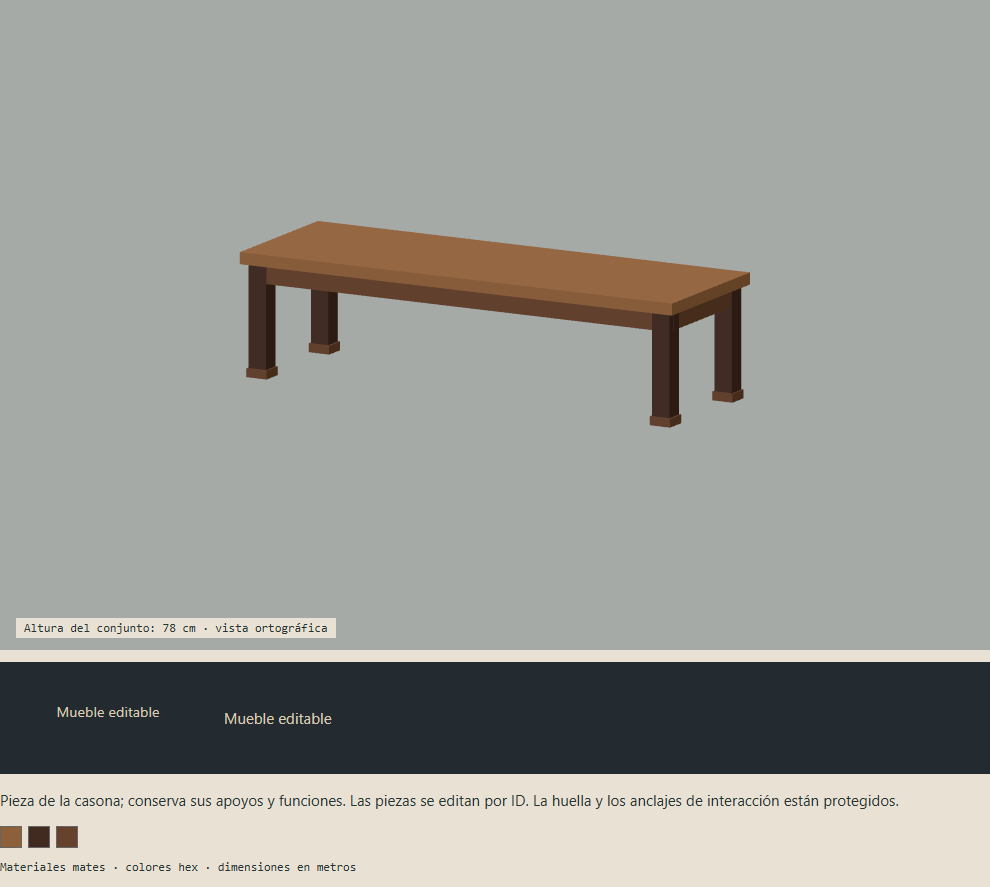 Altura del conjunto: 78 cm · vista ortográfica
Mueble editable
Mueble editable
Pieza de la casona; conserva sus apoyos y funciones. Las piezas se editan por ID. La huella y los anclajes de interacción están protegidos.
Materiales mates · colores hex · dimensiones en metros